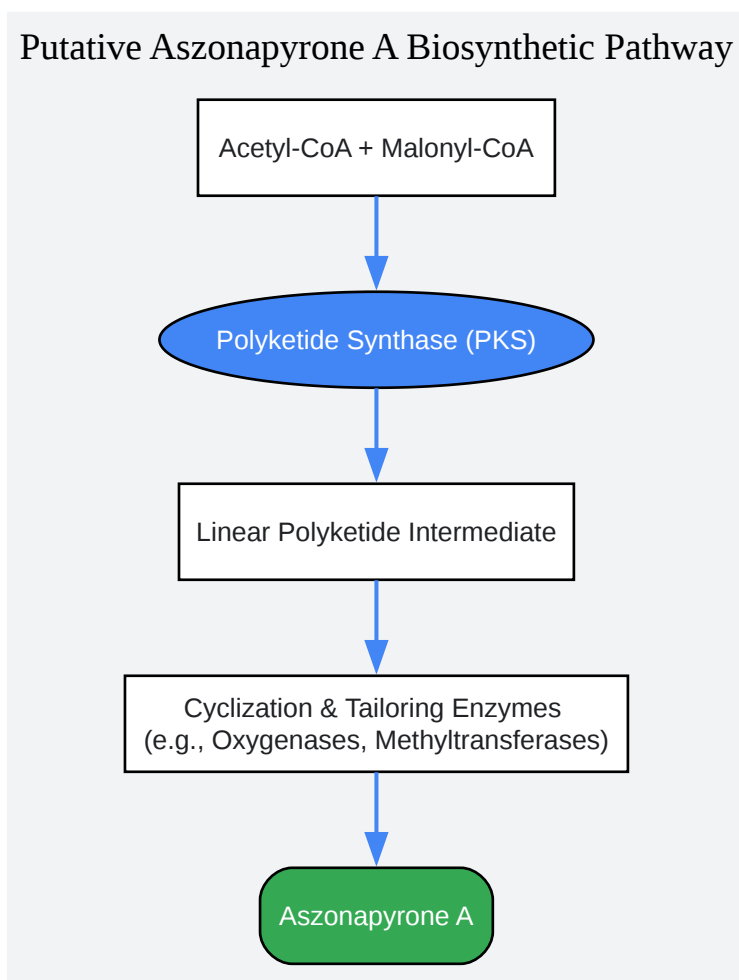 Putative Aszonapyrone A Biosynthetic Pathway
Acetyl-CoA + Malonyl-CoA
Polyketide Synthase (PKS)
Linear Polyketide Intermediate
Cyclization & Tailoring Enzymes
(e.g., Oxygenases, Methyltransferases)
Aszonapyrone A